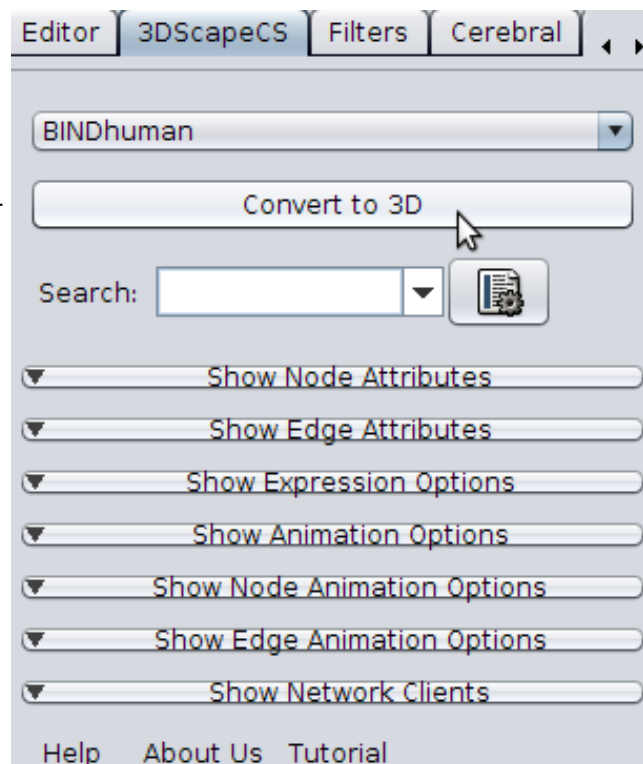 Editor 3DScapeCS Filters Cerebral
BINDhuman
Convert to 3D
Search:
Show Node Attributes
Show Edge Attributes
Show Expression Options
Show Animation Options
Show Node Animation Options
Show Edge Animation Options
Show Network Clients
Help About Us Tutorial